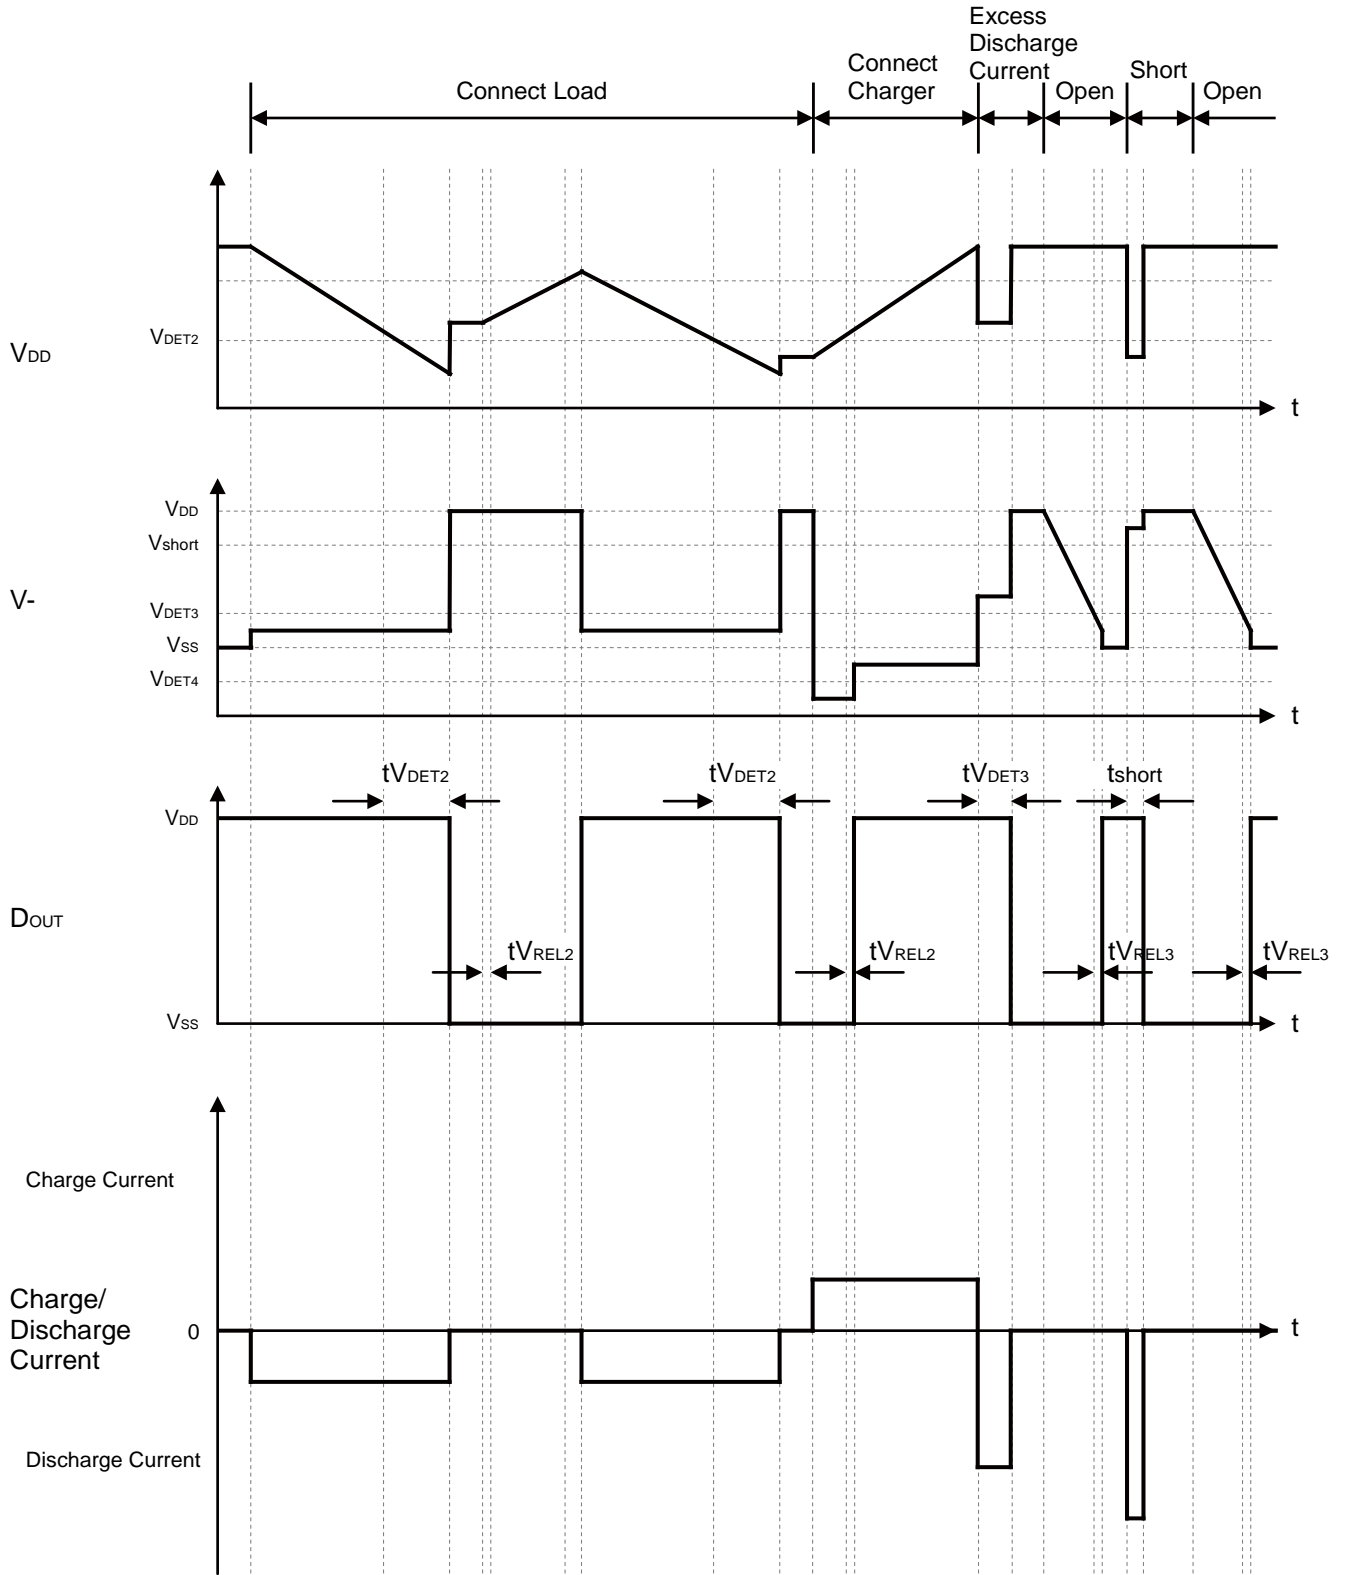 Excess
Discharge
Current
Connect
Charger
Short
Connect Load
Open
Open
VDET2
VDD
t
VDD
Vshort
V-
VDET3
VSS
VDET4
t
tVDET2
tVDET2
tVDET3
tshort
VDD
DOUT
tVREL2
tVREL2
tVREL3
tVREL3
VSS
t
Charge Current
Charge/
Discharge
Current
0
t
Discharge Current